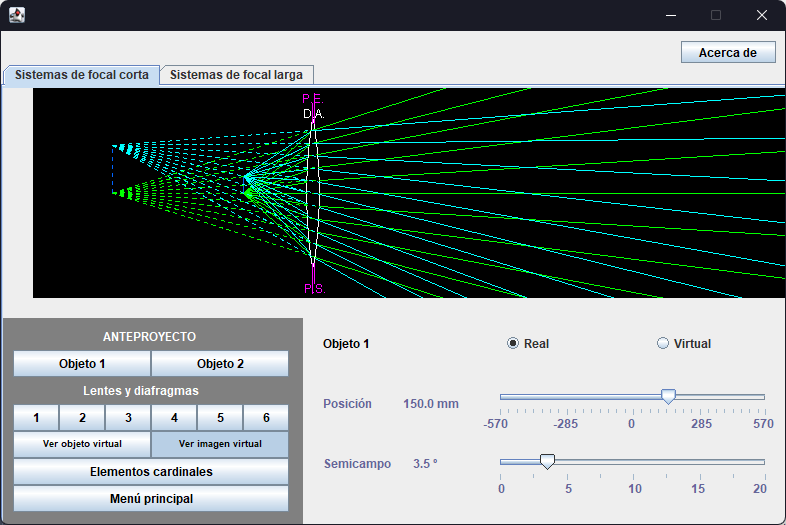 Acerca de
Sistemas de focal corta Sistemas de focal larga
P.E.
D.A.
P.S.
ANTEPROYECTO
Objeto 1 Objeto 2
Lentes y diafragmas
1 2 3 4 5 6
Ver objeto virtual Ver imagen virtual
Elementos cardinales
Menú principal
Objeto 1 Real Virtual
Posición 150.0 mm
-570 -285 0 285 570
Semicampo 3.5 º
0 5 10 15 20